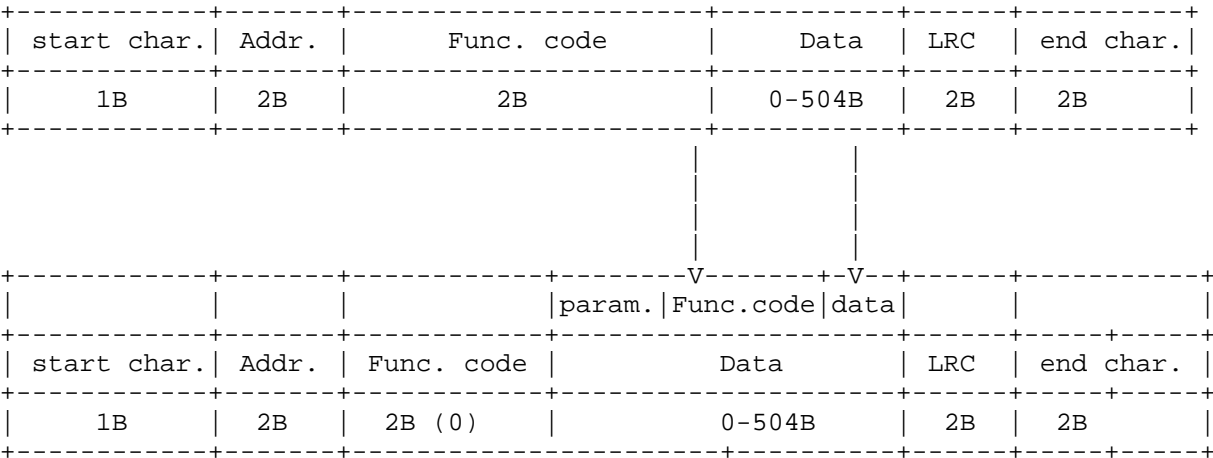 start char. Addr. Func. code Data LRC end char.
1B 2B 2B 0-504B 2B 2B
V V
param. Func.code data
start char. Addr. Func. code Data LRC end char.
1B 2B 2B (0) 0-504B 2B 2B